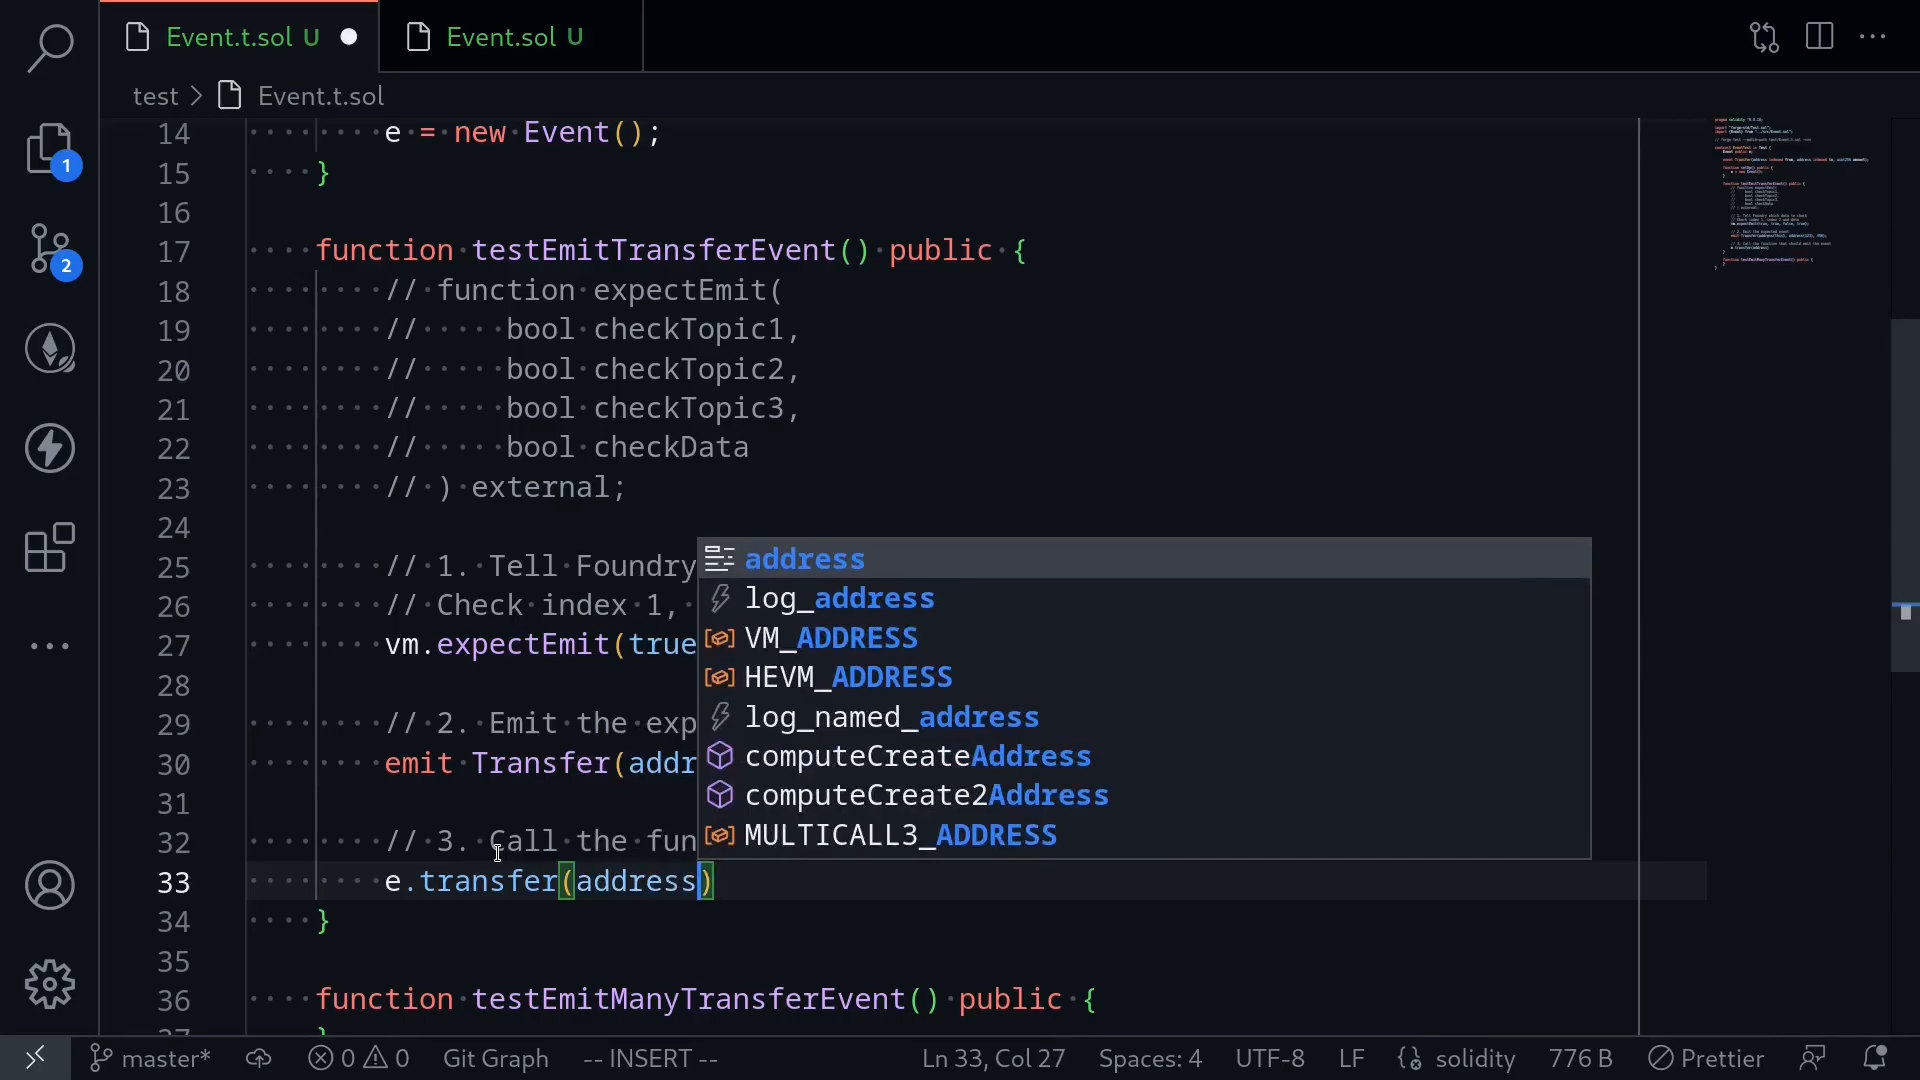 Event.t.sol U
Event.sol U
test > Event.t.sol
14 e = new Event();
15 }
16
17 function testEmitTransferEvent() public {
18 // function expectEmit(
19 // bool checkTopic1,
20 // bool checkTopic2,
21 // bool checkTopic3,
22 // bool checkData
23 // ) external;
24
25 // 1. Tell Foundry
26 // Check index 1,
27 vm.expectEmit(true
28
29 // 2. Emit the exp
30 emit Transfer(addr
31
32 // 3. Call the fun
33 e.transfer(address)
34 }
35
36 function testEmitManyTransferEvent() public {
address
log_address
VM_ADDRESS
HEVM_ADDRESS
log_named_address
computeCreateAddress
computeCreate2Address
MULTICALL3_ADDRESS
1
2
master* 0 0 Git Graph -- INSERT -- Ln 33, Col 27 Spaces: 4 UTF-8 LF solidity 776 B Prettier